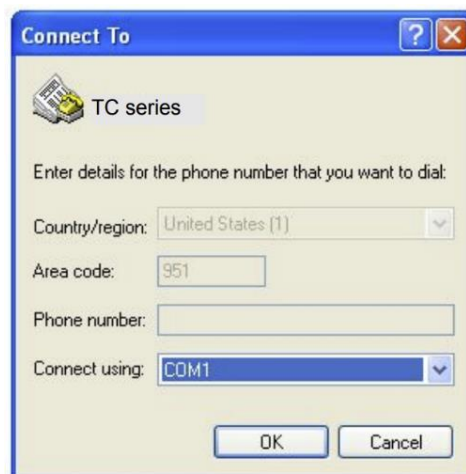 Connect To
TC series
Enter details for the phone number that you want to dial:
Country/region: United States (1)
Area code: 951
Phone number:
Connect using: COM1
OK Cancel